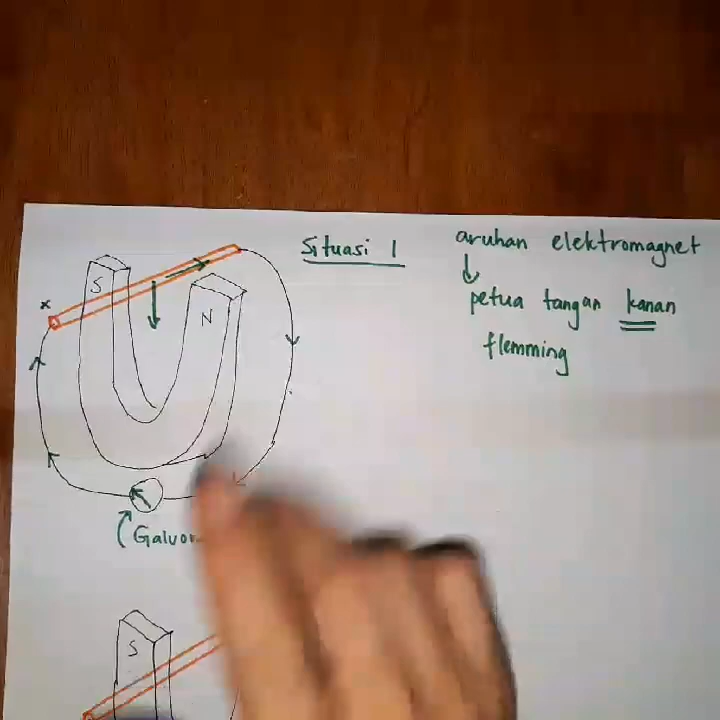 Situasi 1
aruhan elektromagnet
petua tangan kanan
flemming
S
x
N
S